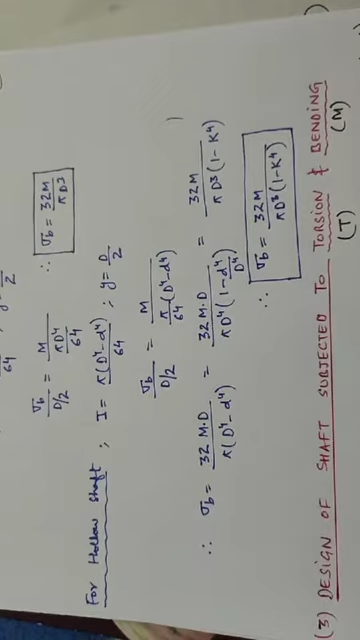 64 ; y = 2
σb / D/2 = M / πD⁴/64 ∴ σb = 32M / πD³
For Hollow Shaft ; I = π(D⁴-d⁴) / 64 ; y = D/2
σb / D/2 = M / π/64 (D⁴-d⁴)
∴ σb = 32 M·D / π(D⁴-d⁴) = 32 M·D / πD⁴(1-d⁴/D⁴) = 32M / πD³(1-K⁴)
∴ σb = 32M / πD³(1-K⁴)
(3) DESIGN OF SHAFT SUBJECTED TO TORSION & BENDING
(T) (M)